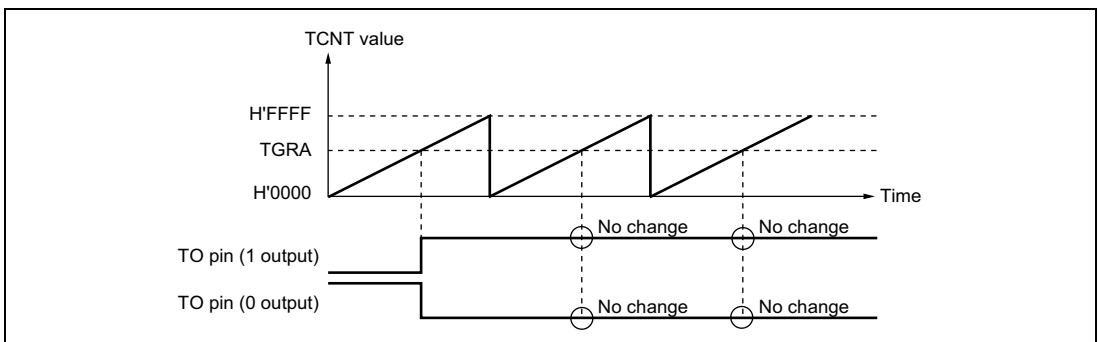 TCNT value
H'FFFF
TGRA
H'0000
Time
No change No change
TO pin (1 output)
TO pin (0 output)
No change No change